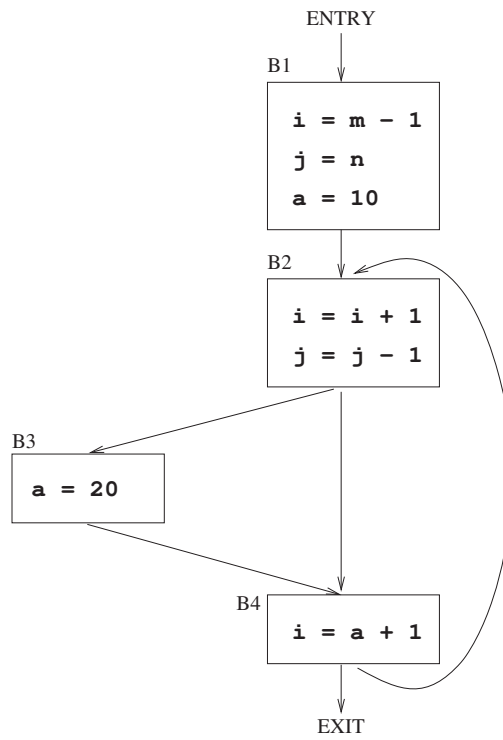 ENTRY
B1
i = m – 1
j = n
a = 10
B2
i = i + 1
j = j – 1
B3
a = 20
B4
i = a + 1
EXIT